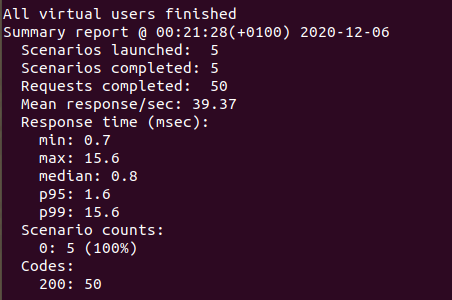 All virtual users finished
Summary report @ 00:21:28(+0100) 2020-12-06
Scenarios launched: 5
Scenarios completed: 5
Requests completed: 50
Mean response/sec: 39.37
Response time (msec):
min: 0.7
max: 15.6
median: 0.8
p95: 1.6
p99: 15.6
Scenario counts:
0: 5 (100%)
Codes:
200: 50